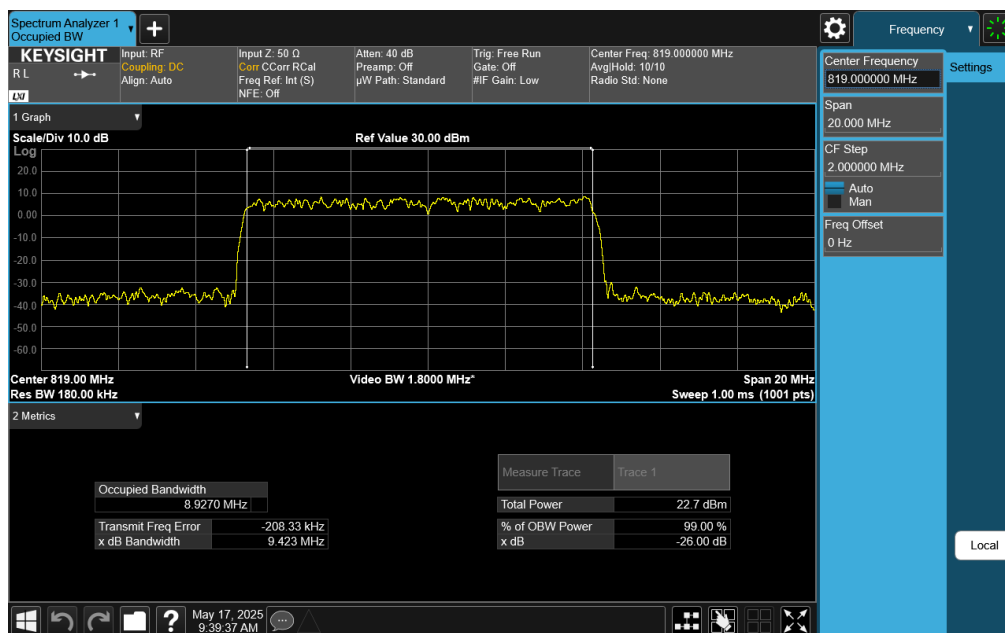 Spectrum Analyzer 1
Occupied BW
Frequency
KEYSIGHT
R L
LXI
Input: RF
Coupling: DC
Align: Auto
Input Z: 50 Ω
Corr CCorr RCal
Freq Ref: Int (S)
NFE: Off
Atten: 40 dB
Preamp: Off
µW Path: Standard
Trig: Free Run
Gate: Off
#IF Gain: Low
Center Freq: 819.000000 MHz
Avg|Hold: 10/10
Radio Std: None
Center Frequency
819.000000 MHz
Settings
Span
20.000 MHz
CF Step
2.000000 MHz
Auto
Man
Freq Offset
0 Hz
Local
1 Graph
Scale/Div 10.0 dB
Ref Value 30.00 dBm
Log
20.0
10.0
0.00
-10.0
-20.0
-30.0
-40.0
-50.0
-60.0
Center 819.00 MHz
Video BW 1.8000 MHz*
Span 20 MHz
Res BW 180.00 kHz
Sweep 1.00 ms (1001 pts)
2 Metrics
Measure Trace Trace 1
Occupied Bandwidth
8.9270 MHz
Total Power 22.7 dBm
Transmit Freq Error -208.33 kHz
% of OBW Power 99.00 %
x dB Bandwidth 9.423 MHz
x dB -26.00 dB
?
May 17, 2025
9:39:37 AM